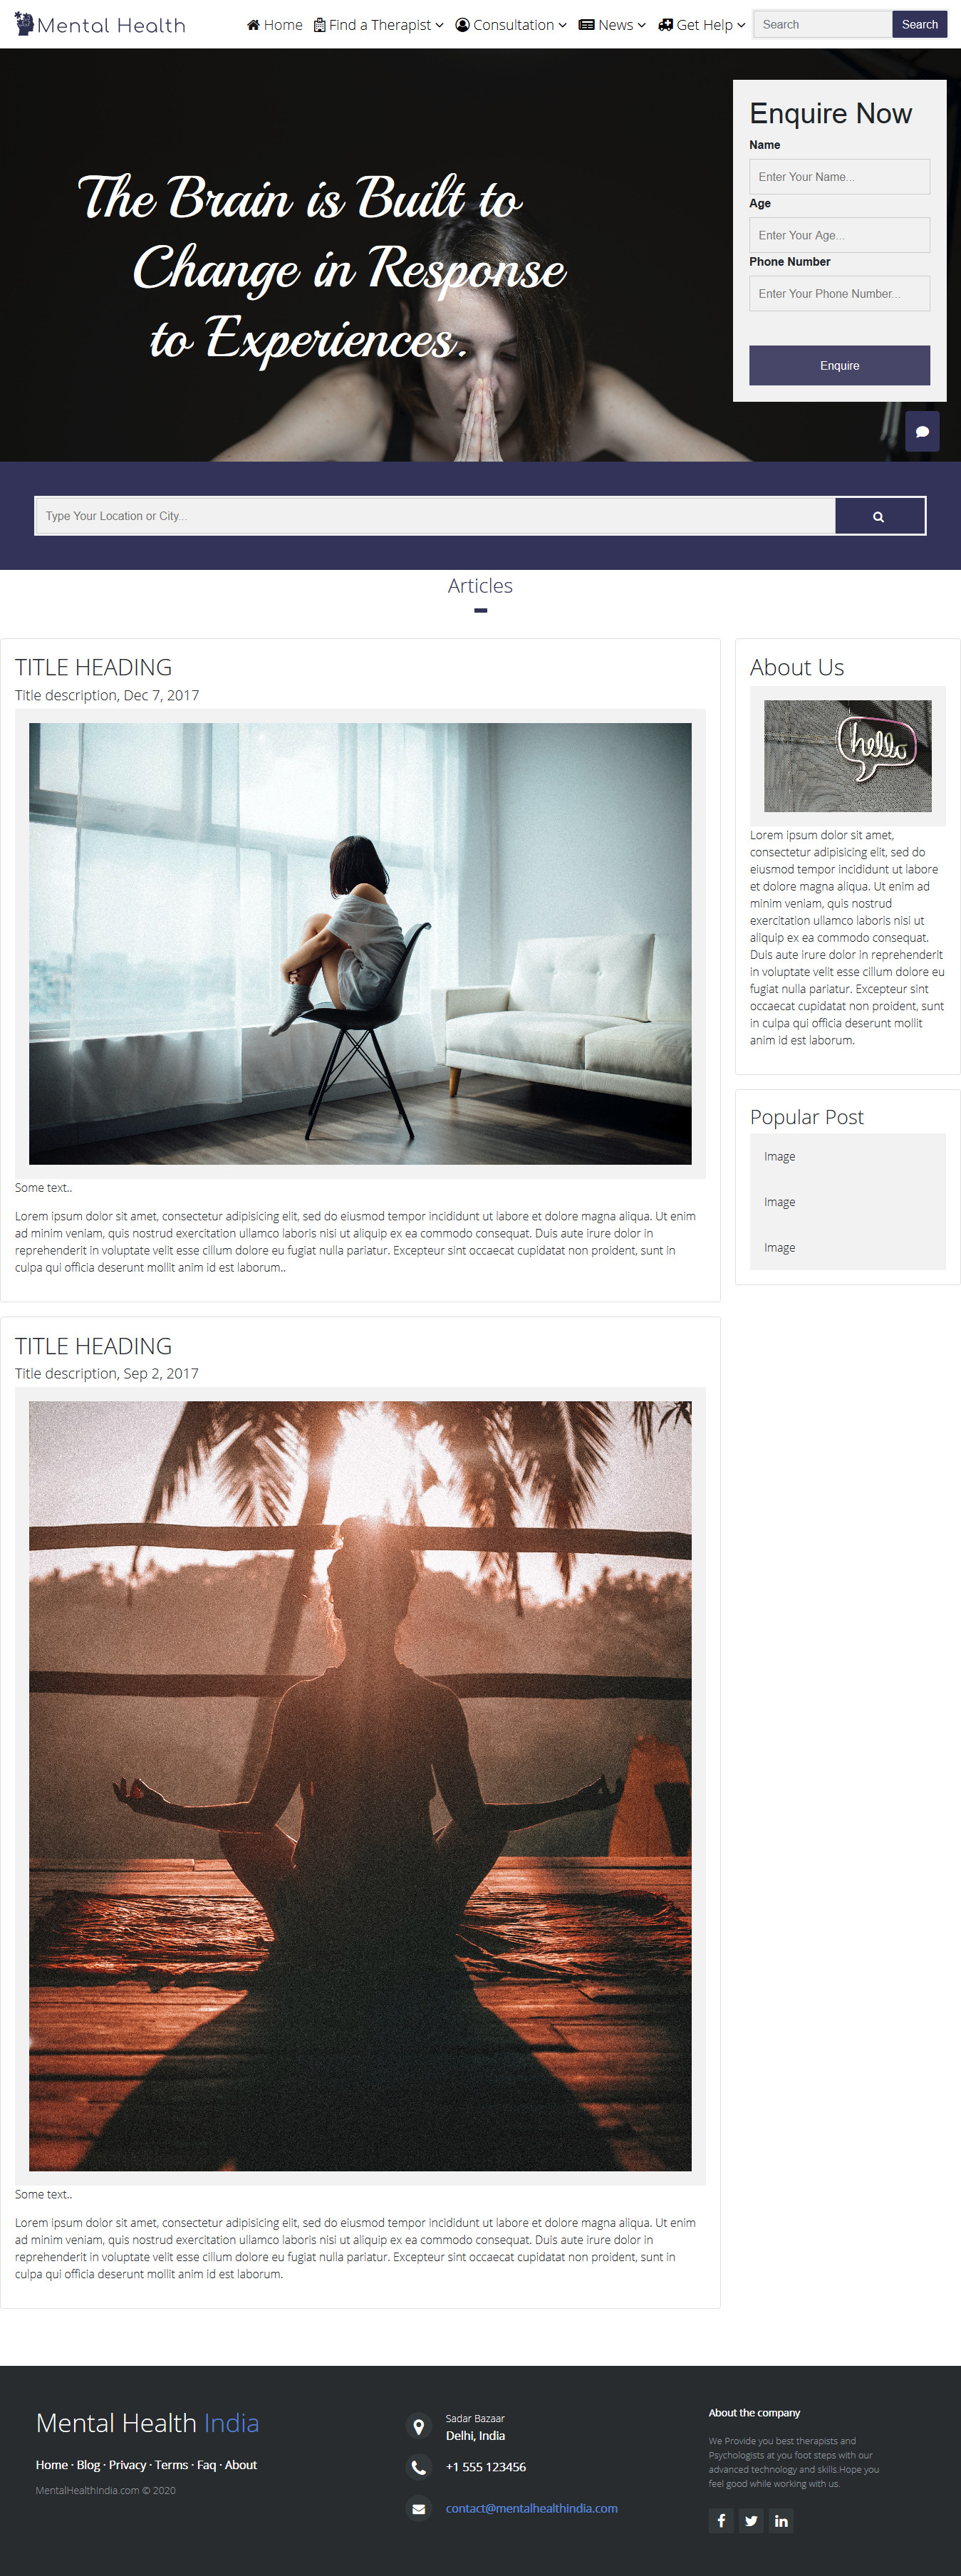 Mental Health
Home Find a Therapist Consultation News Get Help Search Search
Enquire Now
Name
Enter Your Name...
Age
Enter Your Age...
Phone Number
Enter Your Phone Number...
Enquire
The Brain is Built to
Change in Response
to Experiences.
Type Your Location or City...
Articles
TITLE HEADING
Title description, Dec 7, 2017
Some text..
Lorem ipsum dolor sit amet, consectetur adipisicing elit, sed do eiusmod tempor incididunt ut labore et dolore magna aliqua. Ut enim
ad minim veniam, quis nostrud exercitation ullamco laboris nisi ut aliquip ex ea commodo consequat. Duis aute irure dolor in
reprehenderit in voluptate velit esse cillum dolore eu fugiat nulla pariatur. Excepteur sint occaecat cupidatat non proident, sunt in
culpa qui officia deserunt mollit anim id est laborum..
TITLE HEADING
Title description, Sep 2, 2017
Some text..
Lorem ipsum dolor sit amet, consectetur adipisicing elit, sed do eiusmod tempor incididunt ut labore et dolore magna aliqua. Ut enim
ad minim veniam, quis nostrud exercitation ullamco laboris nisi ut aliquip ex ea commodo consequat. Duis aute irure dolor in
reprehenderit in voluptate velit esse cillum dolore eu fugiat nulla pariatur. Excepteur sint occaecat cupidatat non proident, sunt in
culpa qui officia deserunt mollit anim id est laborum.
About Us
hello
Lorem ipsum dolor sit amet,
consectetur adipisicing elit, sed do
eiusmod tempor incididunt ut labore
et dolore magna aliqua. Ut enim ad
minim veniam, quis nostrud
exercitation ullamco laboris nisi ut
aliquip ex ea commodo consequat.
Duis aute irure dolor in reprehenderit
in voluptate velit esse cillum dolore eu
fugiat nulla pariatur. Excepteur sint
occaecat cupidatat non proident, sunt
in culpa qui officia deserunt mollit
anim id est laborum.
Popular Post
Image
Image
Image
Mental Health India
Home · Blog · Privacy · Terms · Faq · About
MentalHealthIndia.com © 2020
Sadar Bazaar
Delhi, India
+1 555 123456
contact@mentalhealthindia.com
About the company
We Provide you best therapists and
Psychologists at you foot steps with our
advanced technology and skills.Hope you
feel good while working with us.